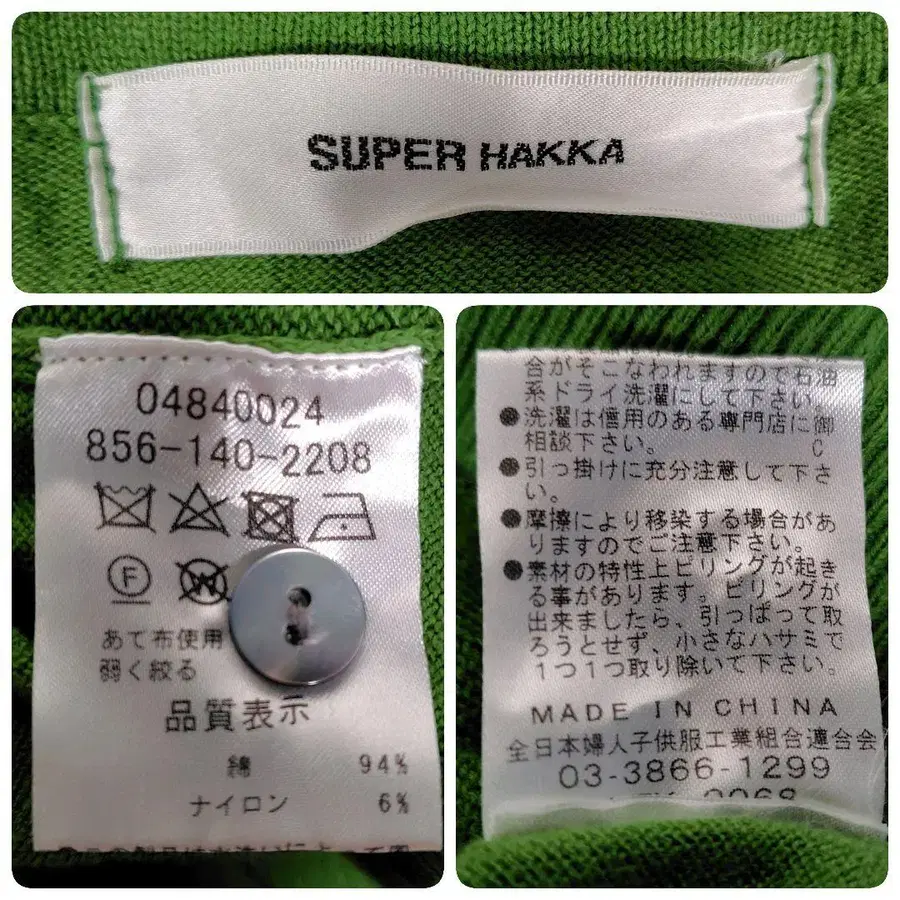 SUPER HAKKA
04840024
856-140-2208
F
W
あて布使用
弱く絞る
品質表示
綿 94%
ナイロン 6%
合がそこなわれますので石油
系ドライ洗濯にして下さい。
●洗濯は信用のある専門店に御
相談下さい。 C
●引っ掛けに充分注意して下さ
い。
●摩擦により移染する場合があ
りますのでご注意下さい。
●素材の特性上ピリングが起き
る事があります。ピリングが
出来ましたら、引っぱって取
ろうとせず、小さなハサミで
1つ1つ取り除いて下さい。
MADE IN CHINA
全日本婦人子供服工業組合連合会
03-3866-1299